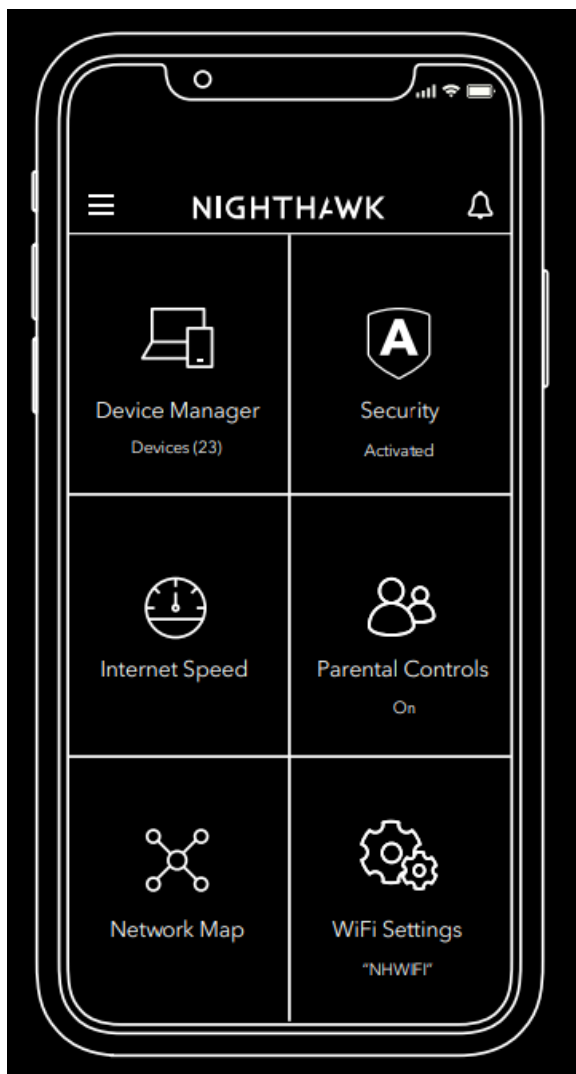 NIGHTHAWK
Device Manager
Devices (23)
A
Security
Activated
Internet Speed
Parental Controls
On
Network Map
WiFi Settings
"NHWIFI"